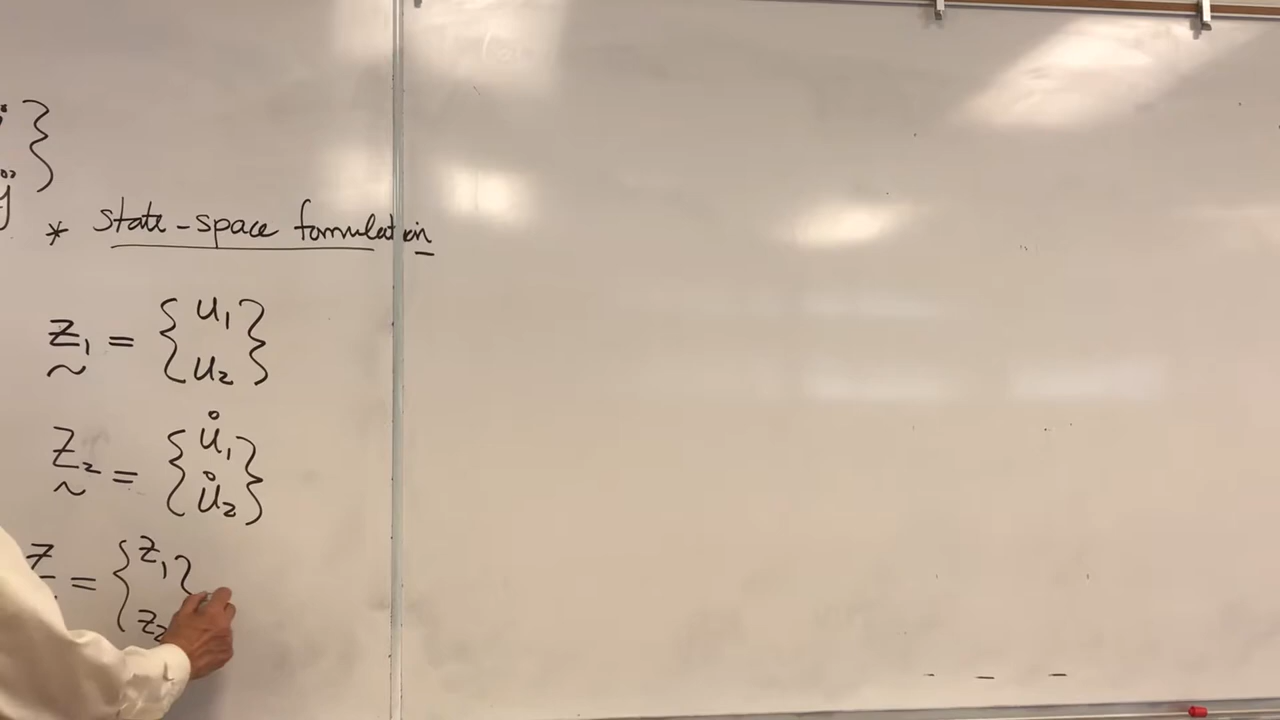 }
ÿ
* state-space formulation
z₁ = { u₁
u₂ }
~
z₂ = { u̇₁
u̇₂ }
~
z = { z₁
z₂ }